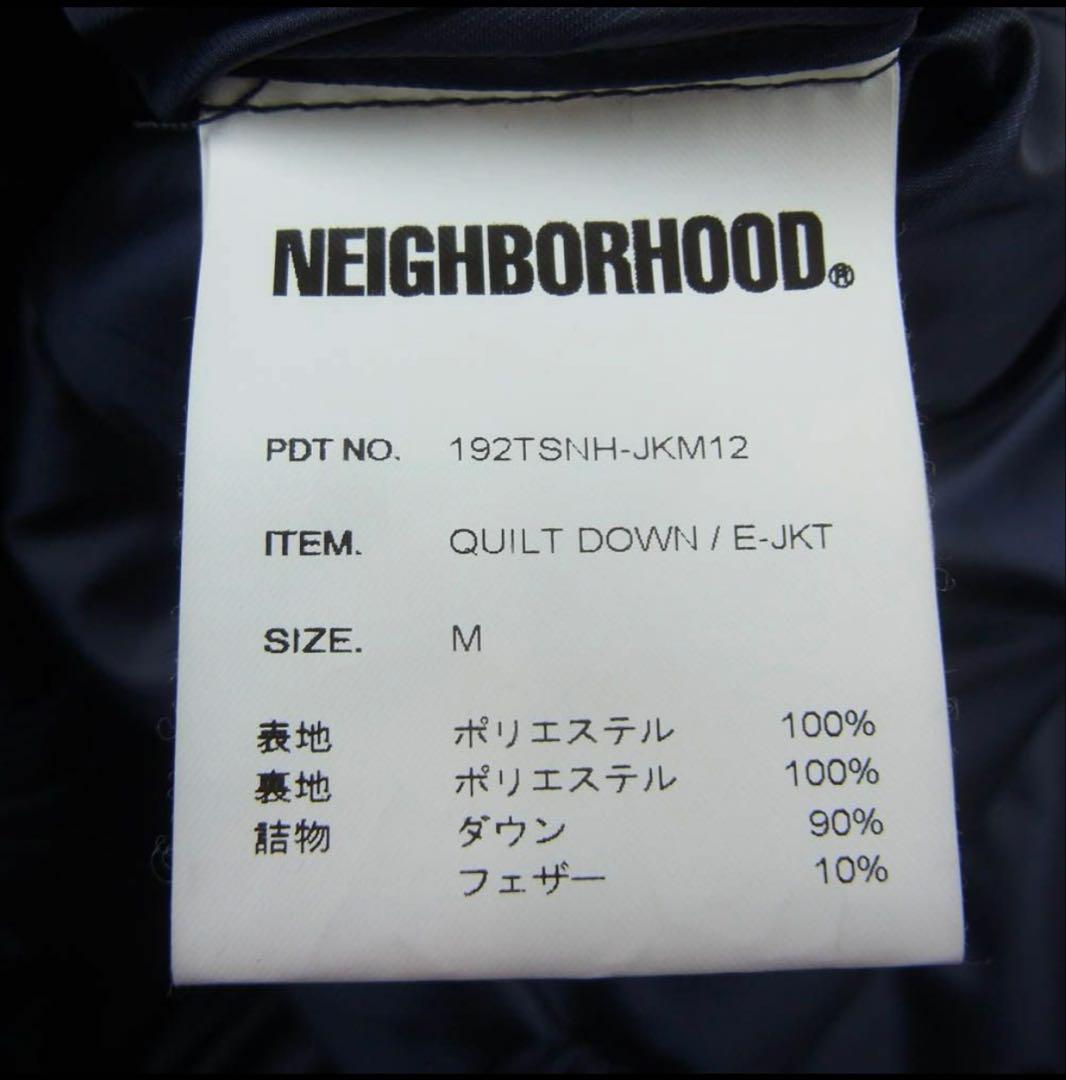 NEIGHBORHOOD®
PDT NO. 192TSNH-JKM12
ITEM. QUILT DOWN / E-JKT
SIZE. M
表地 ポリエステル 100%
裏地 ポリエステル 100%
詰物 ダウン 90%
フェザー 10%